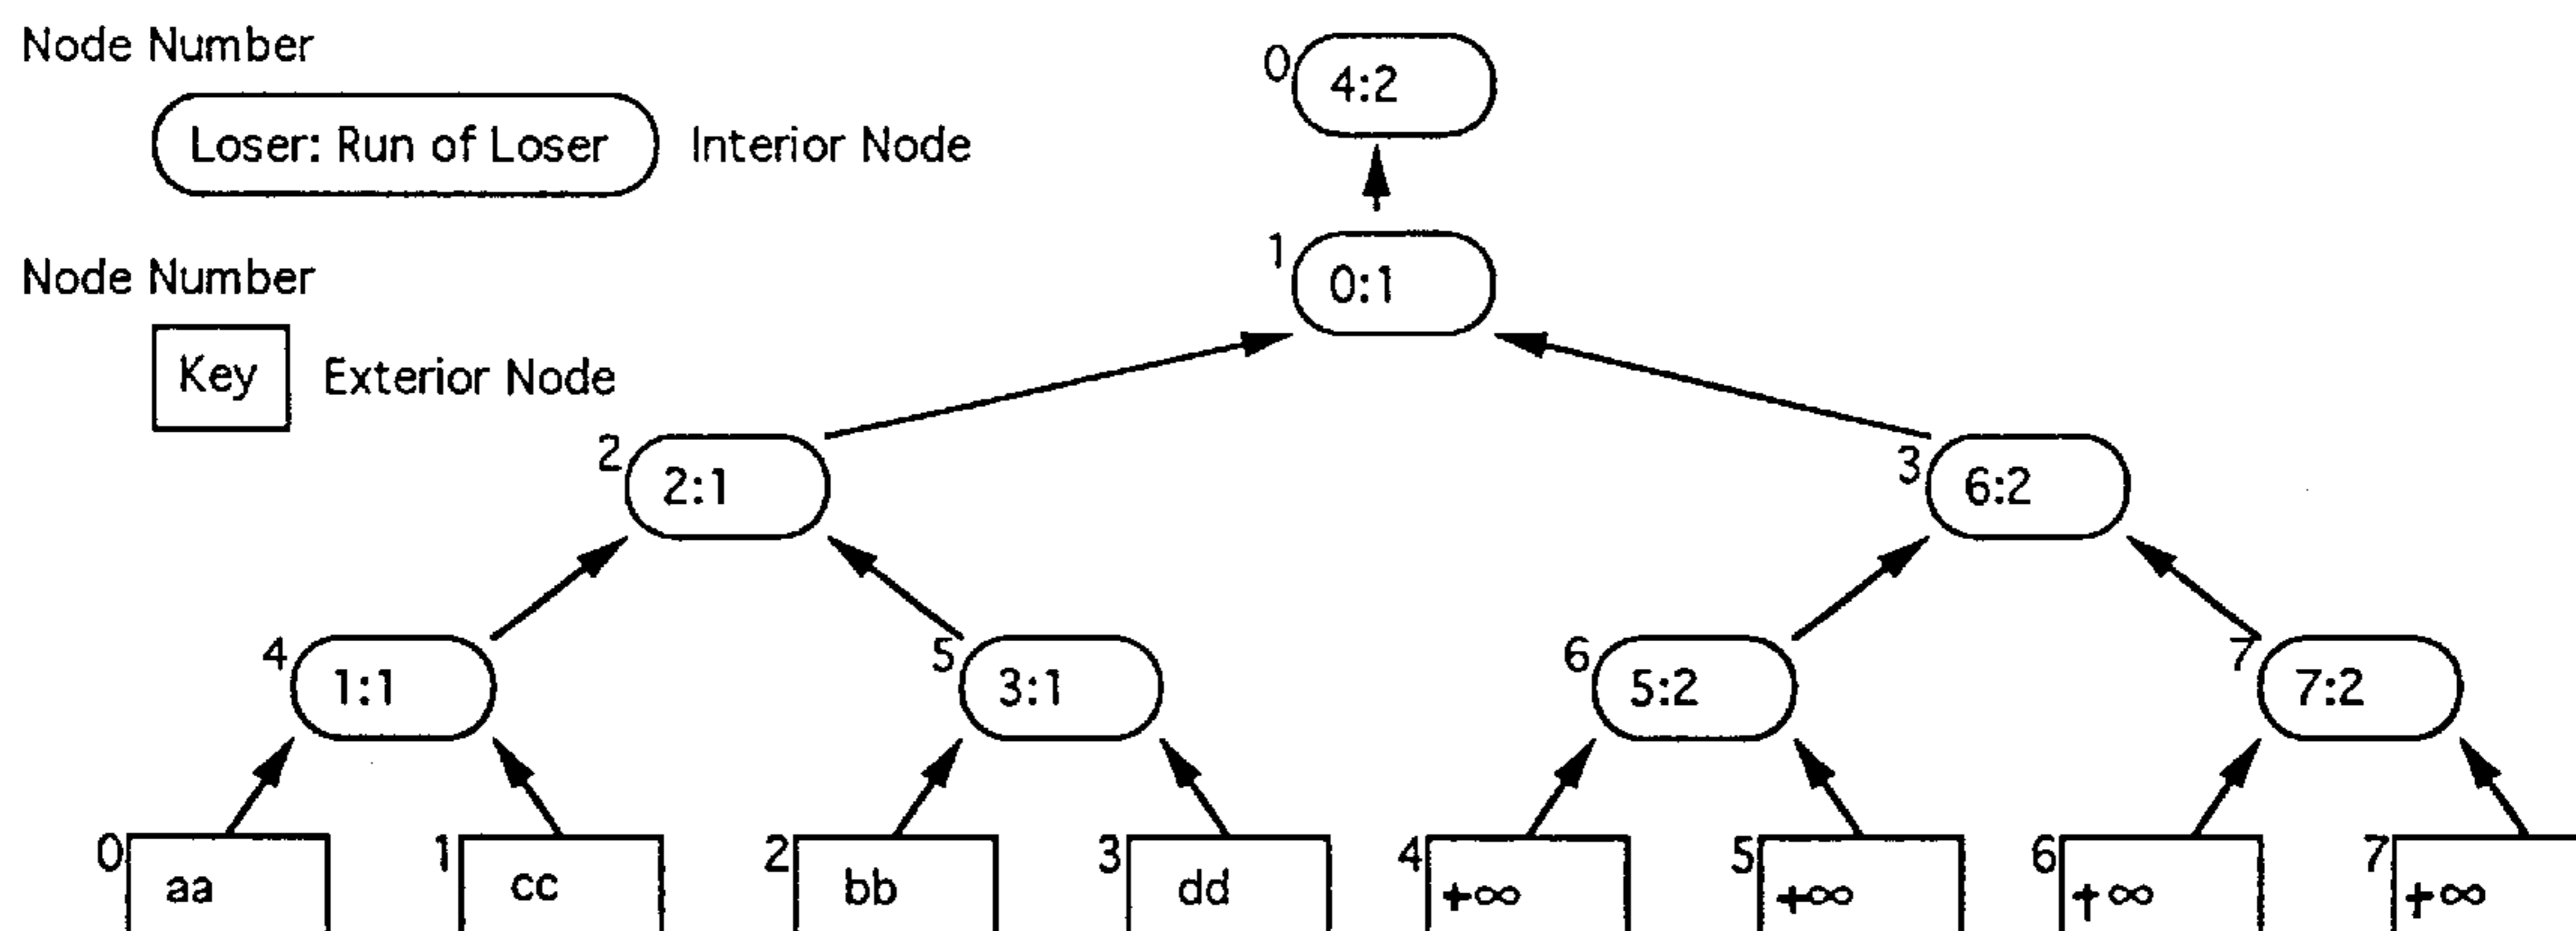 Node Number
Loser: Run of Loser
Interior Node
Node Number
Key
Exterior Node
0
4:2
1
0:1
2
2:1
3
6:2
4
1:1
5
3:1
6
5:2
7
7:2
0
aa
1
cc
2
bb
3
dd
4
+∞
5
+∞
6
+∞
7
+∞